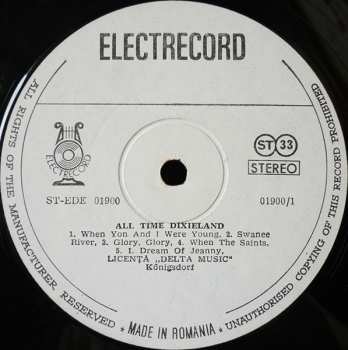 ELECTRECORD
ALL RIGHTS OF THE MANUFACTURER RESERVED * MADE IN ROMANIA * UNAUTHORISED COPYING OF THIS RECORD PROHIBITED
ELECTRECORD
ST 33
STEREO
ST-EDE 01900
01900/1
ALL TIME DIXIELAND
1. When Yon And I Were Young, 2. Swanee
River, 3. Glory, Glory, 4. When The Saints,
5. I. Dream Of Jeanny,
LICENȚĂ „DELTA MUSIC"
Königsdorf